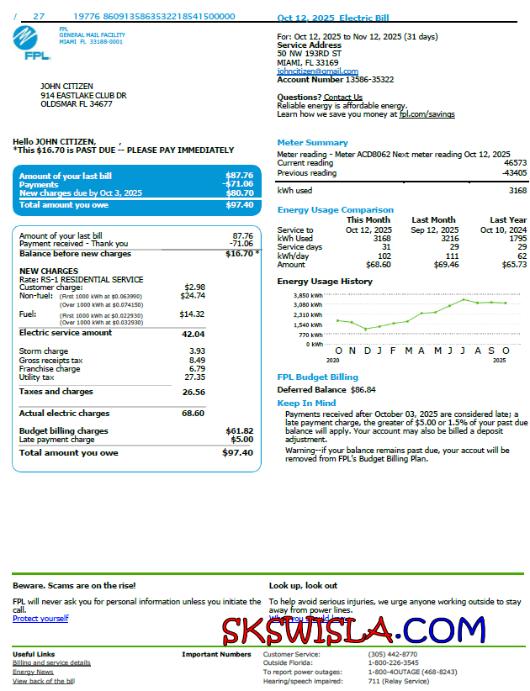 / 27 19776 8609135863532218541500000
FPL
GENERAL MAIL FACILITY
MIAMI FL 33188-0001
FPL
JOHN CITIZEN
914 EASTLAKE CLUB DR
OLDSMAR FL 34677
Oct 12, 2025 Electric Bill
For: Oct 12, 2025 to Nov 12, 2025 (31 days)
Service Address
50 NW 193RD ST
MIAMI, FL 33169
johncitizen@gmail.com
Account Number 13586-35322
Questions? Contact Us
Reliable energy is affordable energy.
Learn how we save you money at fpl.com/savings
Hello JOHN CITIZEN, ,
*This $16.70 is PAST DUE -- PLEASE PAY IMMEDIATELY
Amount of your last bill $87.76
Payments -$71.06
New charges due by Oct 3, 2025 $80.70
Total amount you owe $97.40
Amount of your last bill 87.76
Payment received - Thank you -71.06
Balance before new charges $16.70 *
NEW CHARGES
Rate: RS-1 RESIDENTIAL SERVICE
Customer charge: $2.98
Non-fuel: (First 1000 kWh at $0.063990) $24.74
(Over 1000 kWh at $0.074150)
Fuel: (First 1000 kWh at $0.022930) $14.32
(Over 1000 kWh at $0.032930)
Electric service amount 42.04
Storm charge 3.93
Gross receipts tax 8.49
Franchise charge 6.79
Utility tax 27.35
Taxes and charges 26.56
Actual electric charges 68.60
Budget billing charges $61.82
Late payment charge $5.00
Total amount you owe $97.40
Meter Summary
Meter reading - Meter ACD8062 Next meter reading Oct 12, 2025
Current reading 46573
Previous reading -43405
kWh used 3168
Energy Usage Comparison
This Month Last Month Last Year
Service to Oct 12, 2025 Sep 12, 2025 Oct 10, 2024
kWh Used 3168 3216 1795
Service days 31 29 29
kWh/day 102 111 62
Amount $68.60 $69.46 $65.73
Energy Usage History
3,850 kWh
3,080 kWh
2,310 kWh
1,540 kWh
770 kWh
0 kWh
O N D J F M A M J J A S O
2020 2025
FPL Budget Billing
Deferred Balance $86.84
Keep In Mind
Payments received after October 03, 2025 are considered late; a
late payment charge, the greater of $5.00 or 1.5% of your past due
balance will apply. Your account may also be billed a deposit
adjustment.
Warning--if your balance remains past due, your accout will be
removed from FPL's Budget Billing Plan.
Beware. Scams are on the rise!
FPL will never ask you for personal information unless you initiate the
call.
Protect yourself
Look up, look out
To help avoid serious injuries, we urge anyone working outside to stay
away from power lines.
SKSWISLA.COM
Useful Links
Billing and service details
Energy News
View back of the bill
Important Numbers
Customer Service: (305) 442-8770
Outside Florida: 1-800-226-3545
To report power outages: 1-800-4OUTAGE (468-8243)
Hearing/speech impaired: 711 (Relay Service)